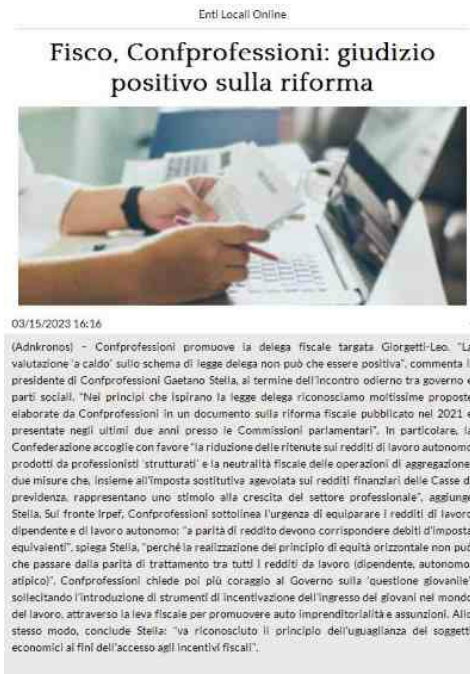 Enti Locali Online
Fisco, Confprofessioni: giudizio
positivo sulla riforma
03/15/2023 16:16
(Adnkronos) – Confprofessioni promuove la delega fiscale targata Giorgetti-Leo. "La
valutazione 'a caldo' sullo schema di legge delega non può che essere positiva", commenta il
presidente di Confprofessioni Gaetano Stella, al termine dell'incontro odierno tra governo e
parti sociali. "Nei principi che ispirano la legge delega riconosciamo moltissime proposte
elaborate da Confprofessioni in un documento sulla riforma fiscale pubblicato nel 2021 e
presentate negli ultimi due anni presso le Commissioni parlamentari". In particolare, la
Confederazione accoglie con favore "la riduzione delle ritenute sui redditi di lavoro autonomo
prodotti da professionisti 'strutturati' e la neutralità fiscale delle operazioni di aggregazione,
due misure che, insieme all'imposta sostitutiva agevolata sui redditi finanziari delle Casse di
previdenza, rappresentano uno stimolo alla crescita del settore professionale", aggiunge
Stella. Sul fronte Irpef, Confprofessioni sottolinea l'urgenza di equiparare i redditi di lavoro
dipendente e di lavoro autonomo: "a parità di reddito devono corrispondere debiti d'imposta
equivalenti", spiega Stella, "perché la realizzazione del principio di equità orizzontale non può
che passare dalla parità di trattamento tra tutti i redditi da lavoro (dipendente, autonomo,
atipico)". Confprofessioni chiede poi più coraggio al Governo sulla 'questione giovanile'
sollecitando l'introduzione di strumenti di incentivazione dell'ingresso dei giovani nel mondo
del lavoro, attraverso la leva fiscale per promuovere auto imprenditorialità e assunzioni. Allo
stesso modo, conclude Stella: "va riconosciuto il principio dell'uguaglianza dei soggetti
economici ai fini dell'accesso agli incentivi fiscali".